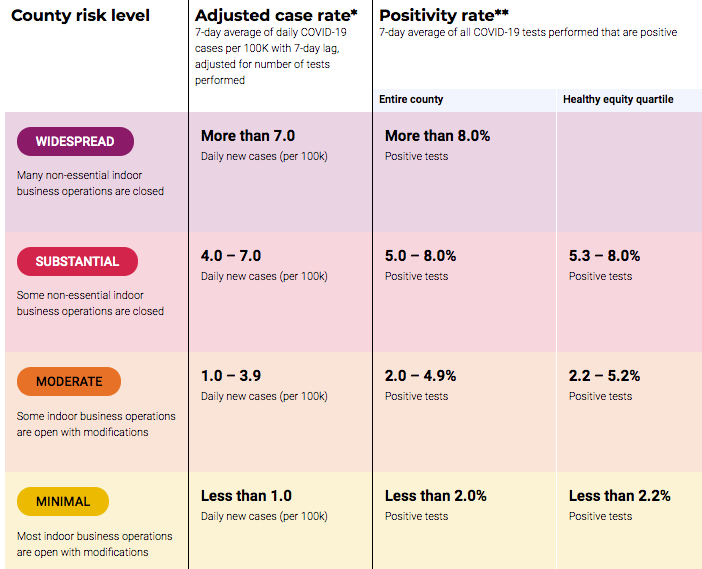 County risk level
Adjusted case rate*
7-day average of daily COVID-19
cases per 100K with 7-day lag,
adjusted for number of tests
performed
Positivity rate**
7-day average of all COVID-19 tests performed that are positive
Entire county
Healthy equity quartile
WIDESPREAD
Many non-essential indoor
business operations are closed
More than 7.0
Daily new cases (per 100k)
More than 8.0%
Positive tests
SUBSTANTIAL
Some non-essential indoor
business operations are closed
4.0 – 7.0
Daily new cases (per 100k)
5.0 – 8.0%
Positive tests
5.3 – 8.0%
Positive tests
MODERATE
Some indoor business operations
are open with modifications
1.0 – 3.9
Daily new cases (per 100k)
2.0 – 4.9%
Positive tests
2.2 – 5.2%
Positive tests
MINIMAL
Most indoor business operations
are open with modifications
Less than 1.0
Daily new cases (per 100k)
Less than 2.0%
Positive tests
Less than 2.2%
Positive tests